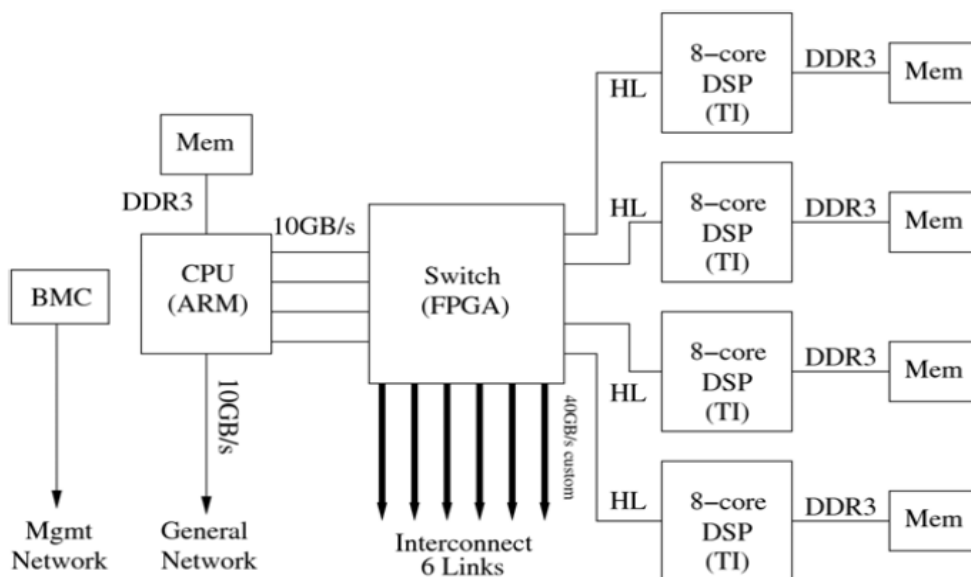 8−core
DSP
(TI)
DDR3
Mem
HL
Mem
DDR3
8−core
DSP
(TI)
DDR3
Mem
HL
10GB/s
CPU
(ARM)
Switch
(FPGA)
BMC
8−core
DSP
(TI)
DDR3
Mem
HL
10GB/s
40GB/s custom
8−core
DSP
(TI)
DDR3
Mem
HL
Mgmt
Network
General
Network
Interconnect
6 Links